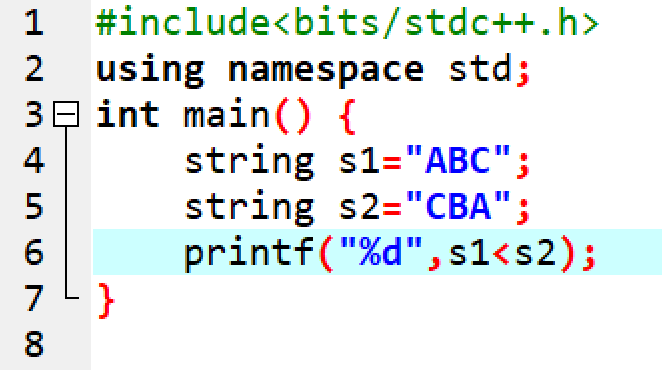 1 #include<bits/stdc++.h>
2 using namespace std;
3 int main() {
4 string s1="ABC";
5 string s2="CBA";
6 printf("%d",s1<s2);
7 }
8